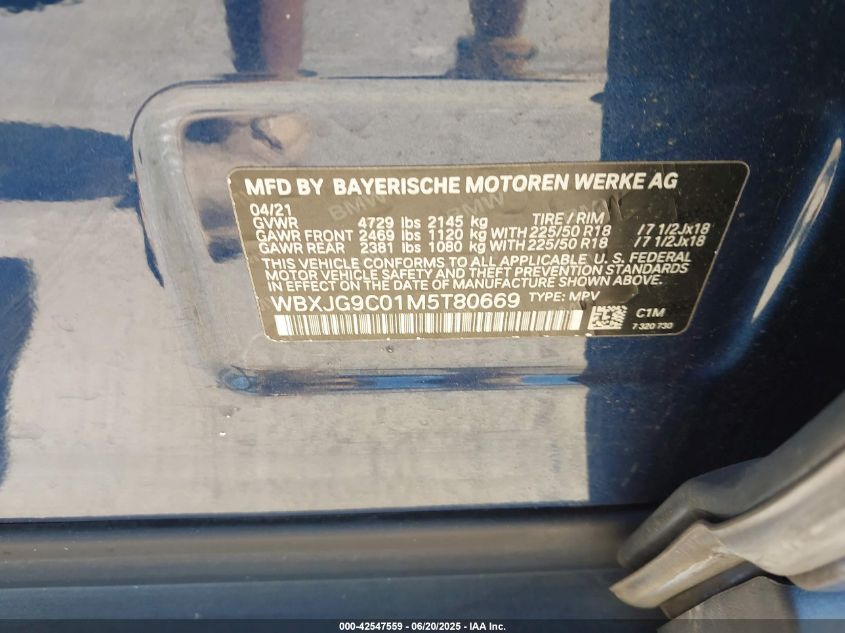 MFD BY BAYERISCHE MOTOREN WERKE AG
04/21
GVWR 4729 lbs 2145 kg TIRE / RIM
GAWR FRONT 2469 lbs 1120 kg WITH 225/50 R18 /7 1/2Jx18
GAWR REAR 2381 lbs 1080 kg WITH 225/50 R18 /7 1/2Jx18
THIS VEHICLE CONFORMS TO ALL APPLICABLE U.S. FEDERAL
MOTOR VEHICLE SAFETY, BUMPER, AND THEFT PREVENTION STANDARDS
IN EFFECT ON THE DATE OF MANUFACTURE SHOWN ABOVE.
WBXJG9C01M5T80669 TYPE: MPV
C1M
7 320 730
000-42547559 - 06/20/2025 - IAA Inc.